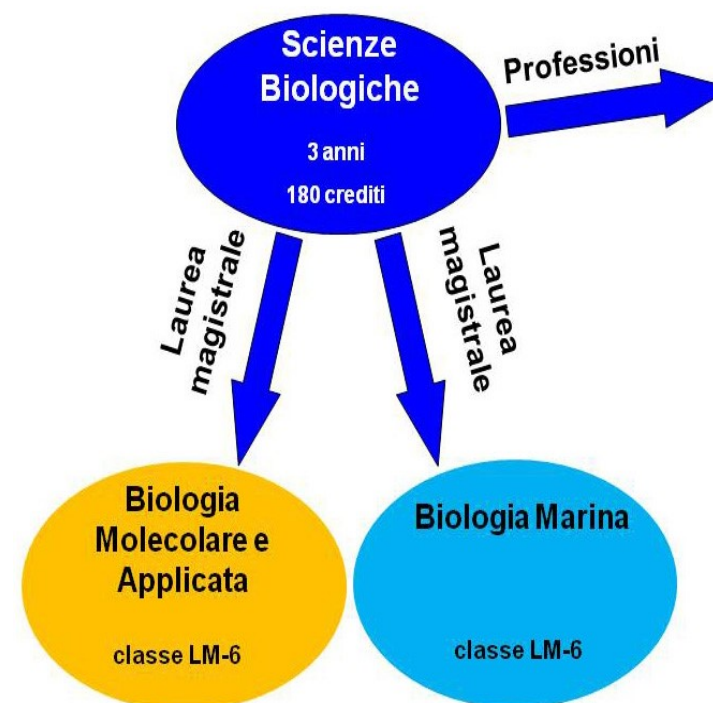 Scienze
Biologiche
3 anni
180 crediti
Professioni
Laurea
magistrale
Laurea
magistrale
Biologia
Molecolare e
Applicata
classe LM-6
Biologia Marina
classe LM-6